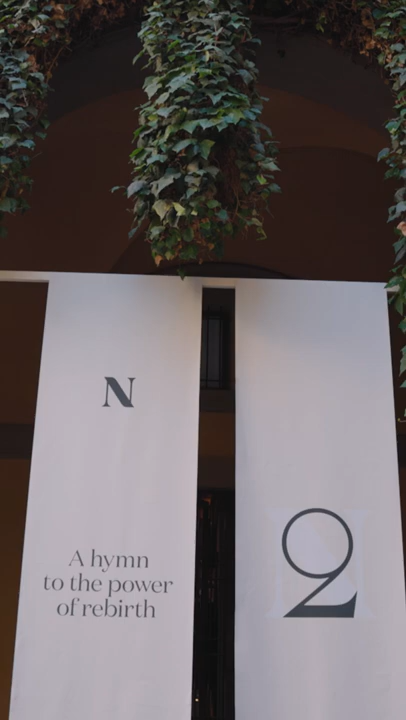 N
A hymn
to the power
of rebirth
N
2